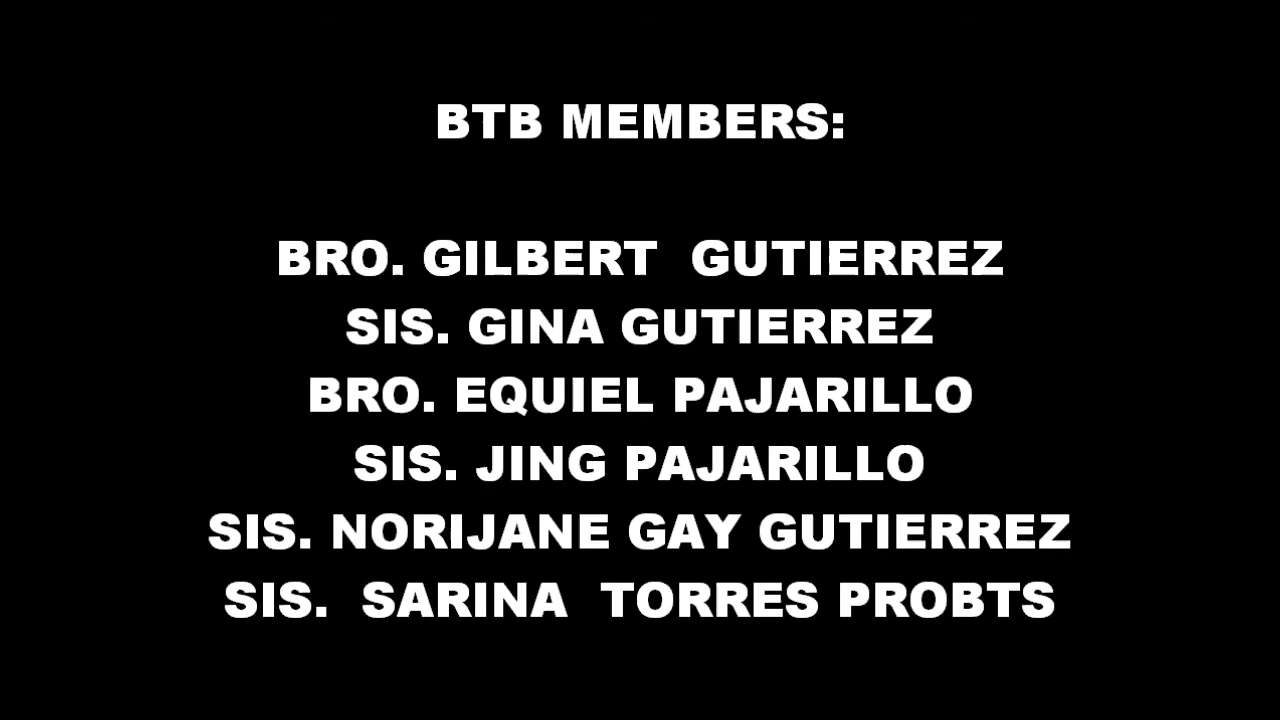 BTB MEMBERS:
BRO. GILBERT  GUTIERREZ
SIS. GINA GUTIERREZ
BRO. EQUIEL PAJARILLO
SIS. JING PAJARILLO
SIS. NORIJANE GAY GUTIERREZ
SIS.  SARINA  TORRES PROBTS